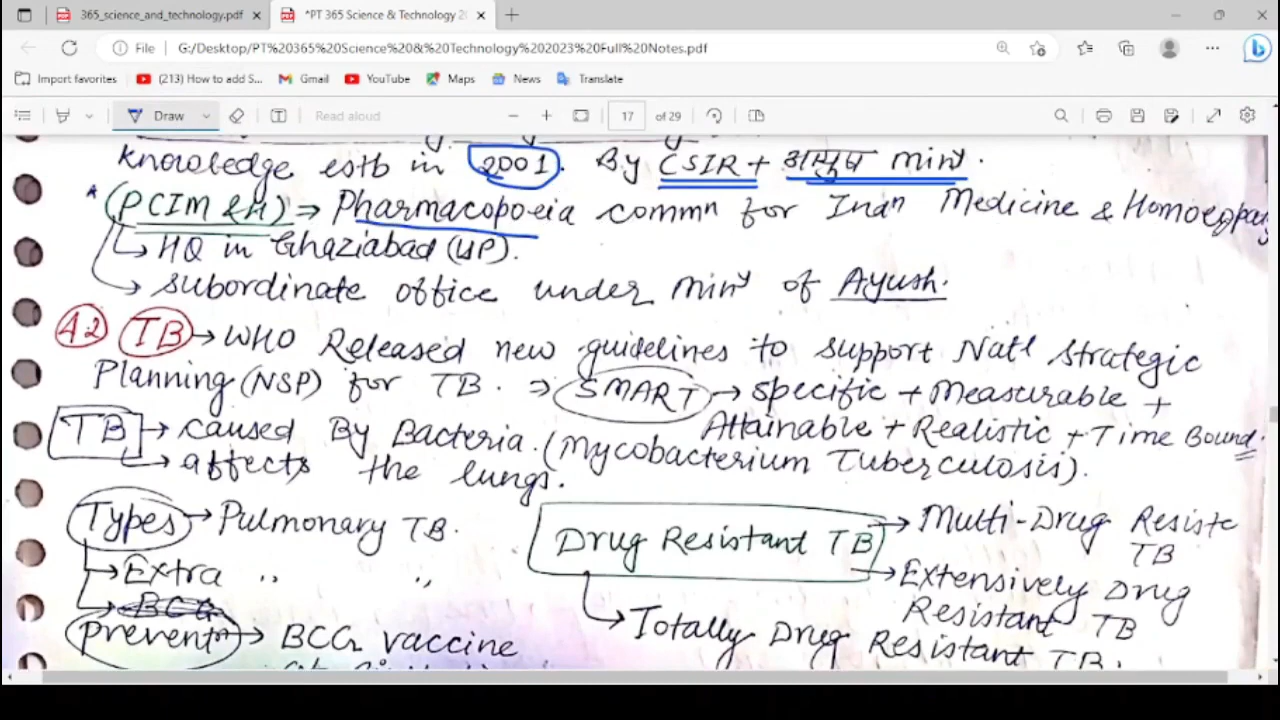 365_science_and_technology.pdf
*PT 365 Science & Technology 20
File G:/Desktop/PT%20365%20Science%20&%20Technology%202023%20Full%20Notes.pdf
Import favorites (213) How to add S... Gmail YouTube Maps News Translate
Draw Read aloud 17 of 29
knowledge estb in 2001. By CSIR + आयुष mint.
* (PCIM &H) => Pharmacopoeia commn for Indn Medicine & Homoeopa
↳ HQ in Ghaziabad (UP).
→ subordinate office under minty of Ayush.
42 TB → WHO Released new guidelines to support Natl Strategic
Planning (NSP) for TB. => SMART → specific + Measurable +
Attainable + Realistic + Time Bound.
TB → caused By Bacteria. (Mycobacterium Tuberculosis).
→ affects the lungs.
Types → Pulmonary TB.
→ Extra " "
→ BCG
Drug Resistant TB → Multi-Drug Resiste
TB
→ Extensively Drug
Resistant TB
↳ Totally Drug Resistant TB.
Preventn → BCG vaccine